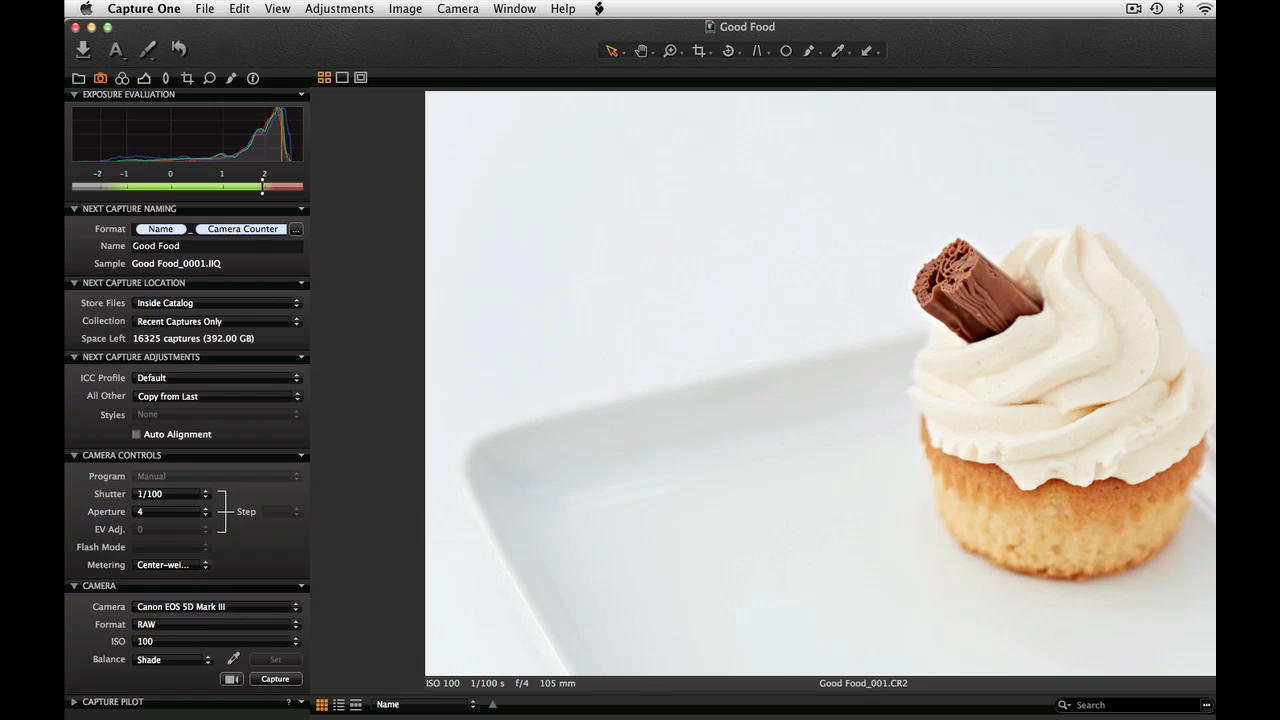 Capture One File Edit View Adjustments Image Camera Window Help
Good Food
A
EXPOSURE EVALUATION
-2 -1 0 1 2
NEXT CAPTURE NAMING
Format Name _ Camera Counter ...
Name Good Food
Sample Good Food_0001.IIQ
NEXT CAPTURE LOCATION
Store Files Inside Catalog
Collection Recent Captures Only
Space Left 16325 captures (392.00 GB)
NEXT CAPTURE ADJUSTMENTS
ICC Profile Default
All Other Copy from Last
Styles None
Auto Alignment
CAMERA CONTROLS
Program Manual
Shutter 1/100
Aperture 4 Step
EV Adj. 0
Flash Mode
Metering Center-wei...
CAMERA
Camera Canon EOS 5D Mark III
Format RAW
ISO 100
Balance Shade Set
Capture
CAPTURE PILOT ?
ISO 100 1/100 s f/4 105 mm Good Food_001.CR2
Name Search